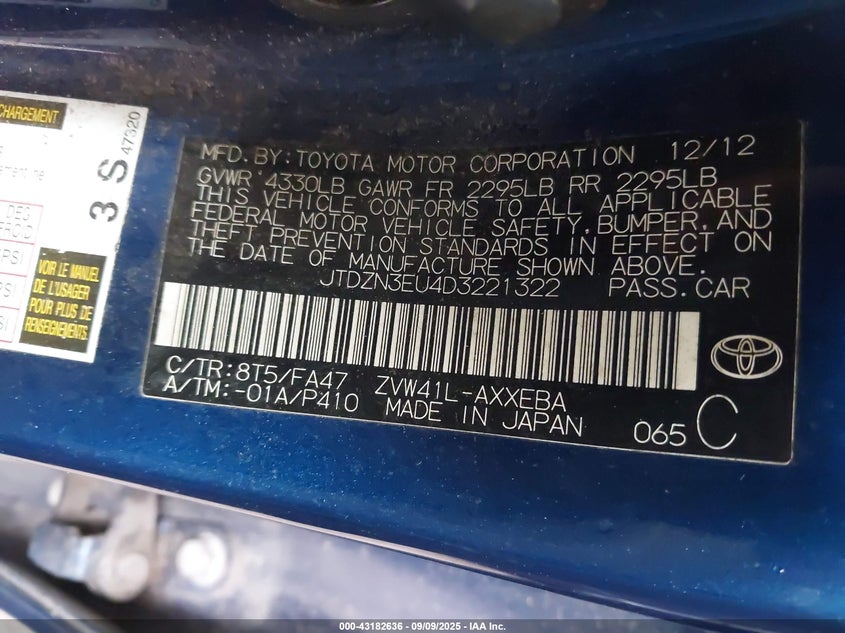 CHARGEMENT
3 S 47320
VOIR LE MANUEL
DE L'USAGER
POUR PLUS DE
RENSEIGNEMENTS.
MFD.BY:TOYOTA MOTOR CORPORATION 12/12
GVWR 4330LB GAWR FR 2295LB RR 2295LB
THIS VEHICLE CONFORMS TO ALL APPLICABLE
FEDERAL MOTOR VEHICLE SAFETY,BUMPER,AND
THEFT PREVENTION STANDARDS IN EFFECT ON
THE DATE OF MANUFACTURE SHOWN ABOVE.
JTDZN3EU4D3221322 PASS.CAR
C/TR:8T5/FA47 ZVW41L-AXXEBA
A/TM:-01A/P410 MADE IN JAPAN
065 C
000-43182636 - 09/09/2025 - IAA Inc.